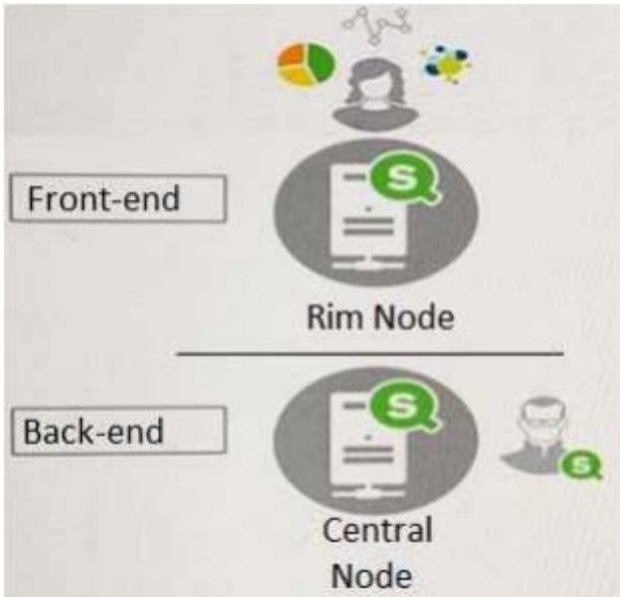 Front-end
S
Rim Node
Back-end
S
S
Central
Node